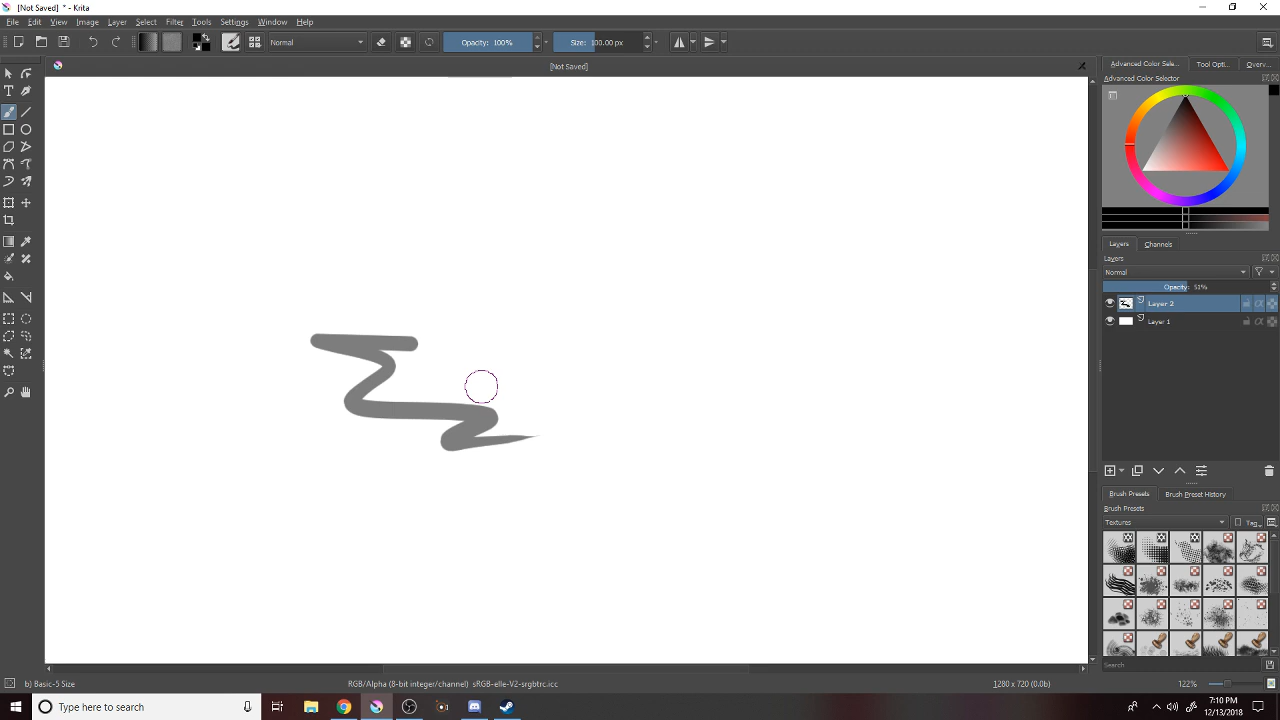 [Not Saved] - Krita
File Edit View Image Layer Select Filter Tools Settings Window Help
Normal Opacity: 100% Size: 100.00 px
[Not Saved]
Advanced Color Sele... Tool Opti... Overv...
Advanced Color Selector
Layers Channels
Layers
Normal
Opacity: 51%
Layer 2
Layer 1
Brush Presets Brush Preset History
Brush Presets
Textures Tag
Search
b) Basic-5 Size RGB/Alpha (8-bit integer/channel) sRGB-elle-V2-srgbtrc.icc 1280 x 720 (0.0b) 122%
Type here to search
7:10 PM
12/13/2018